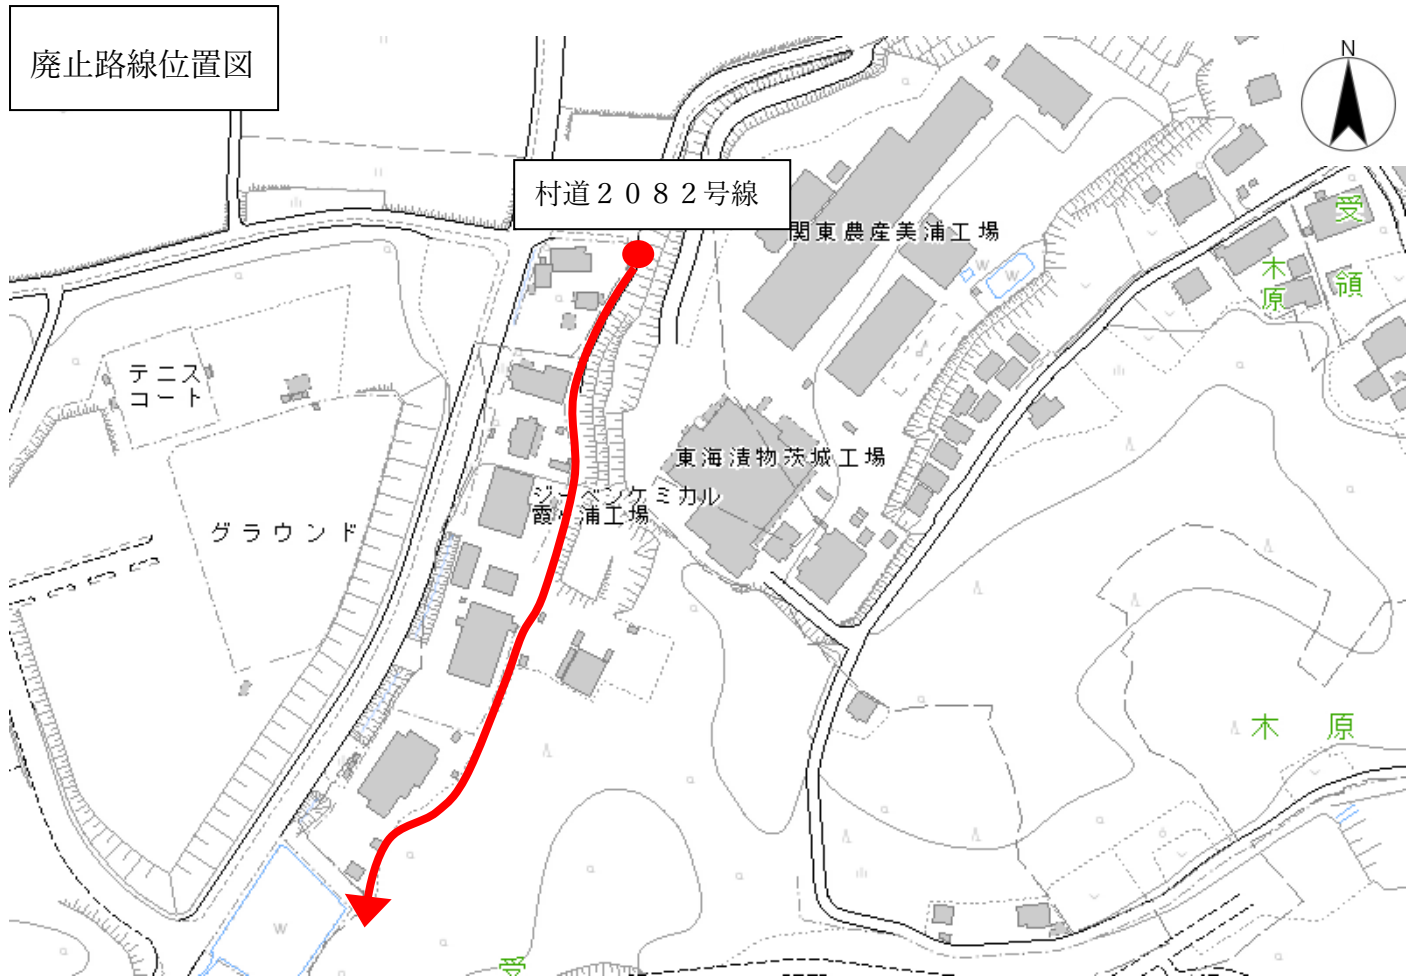 廃止路線位置図
N
村道２０８２号線
関東農産美浦工場
受
領
木
原
テニス
コート
東海漬物茨城工場
ジーベンケミカル
霞ヶ浦工場
グラウンド
W
W
木原
W
受